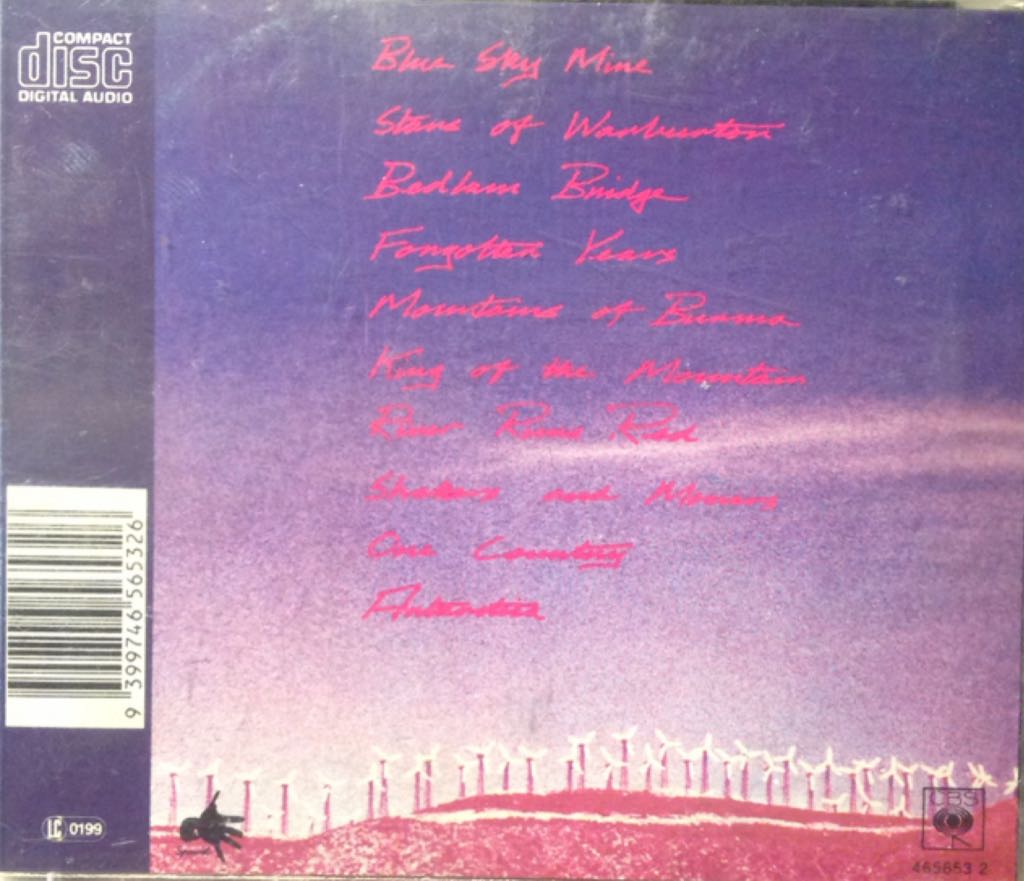 COMPACT
disc
DIGITAL AUDIO
Blue Sky Mine
Stars of Warburton
Bedlam Bridge
Forgotten Years
Mountains of Burma
King of the Mountain
River Runs Red
Shakers and Movers
One Country
Antarctica
9 399746 565326
LC 0199
CBS
465653 2